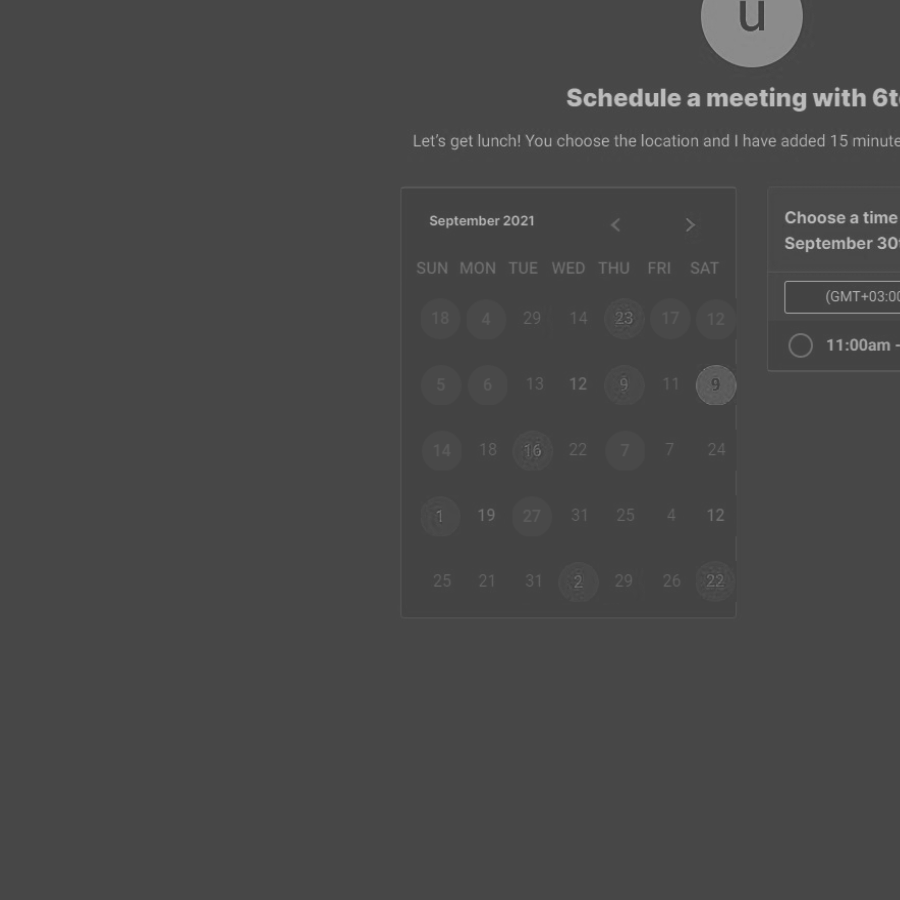 u
Schedule a meeting with 6t
Let's get lunch! You choose the location and I have added 15 minute
September 2021
SUN MON TUE WED THU FRI SAT
18 4 29 14 23 17 12
5 6 13 12 9 11 9
14 18 16 22 7 7 24
1 19 27 31 25 4 12
25 21 31 2 29 26 22
Choose a time
September 30
(GMT+03:00
11:00am -